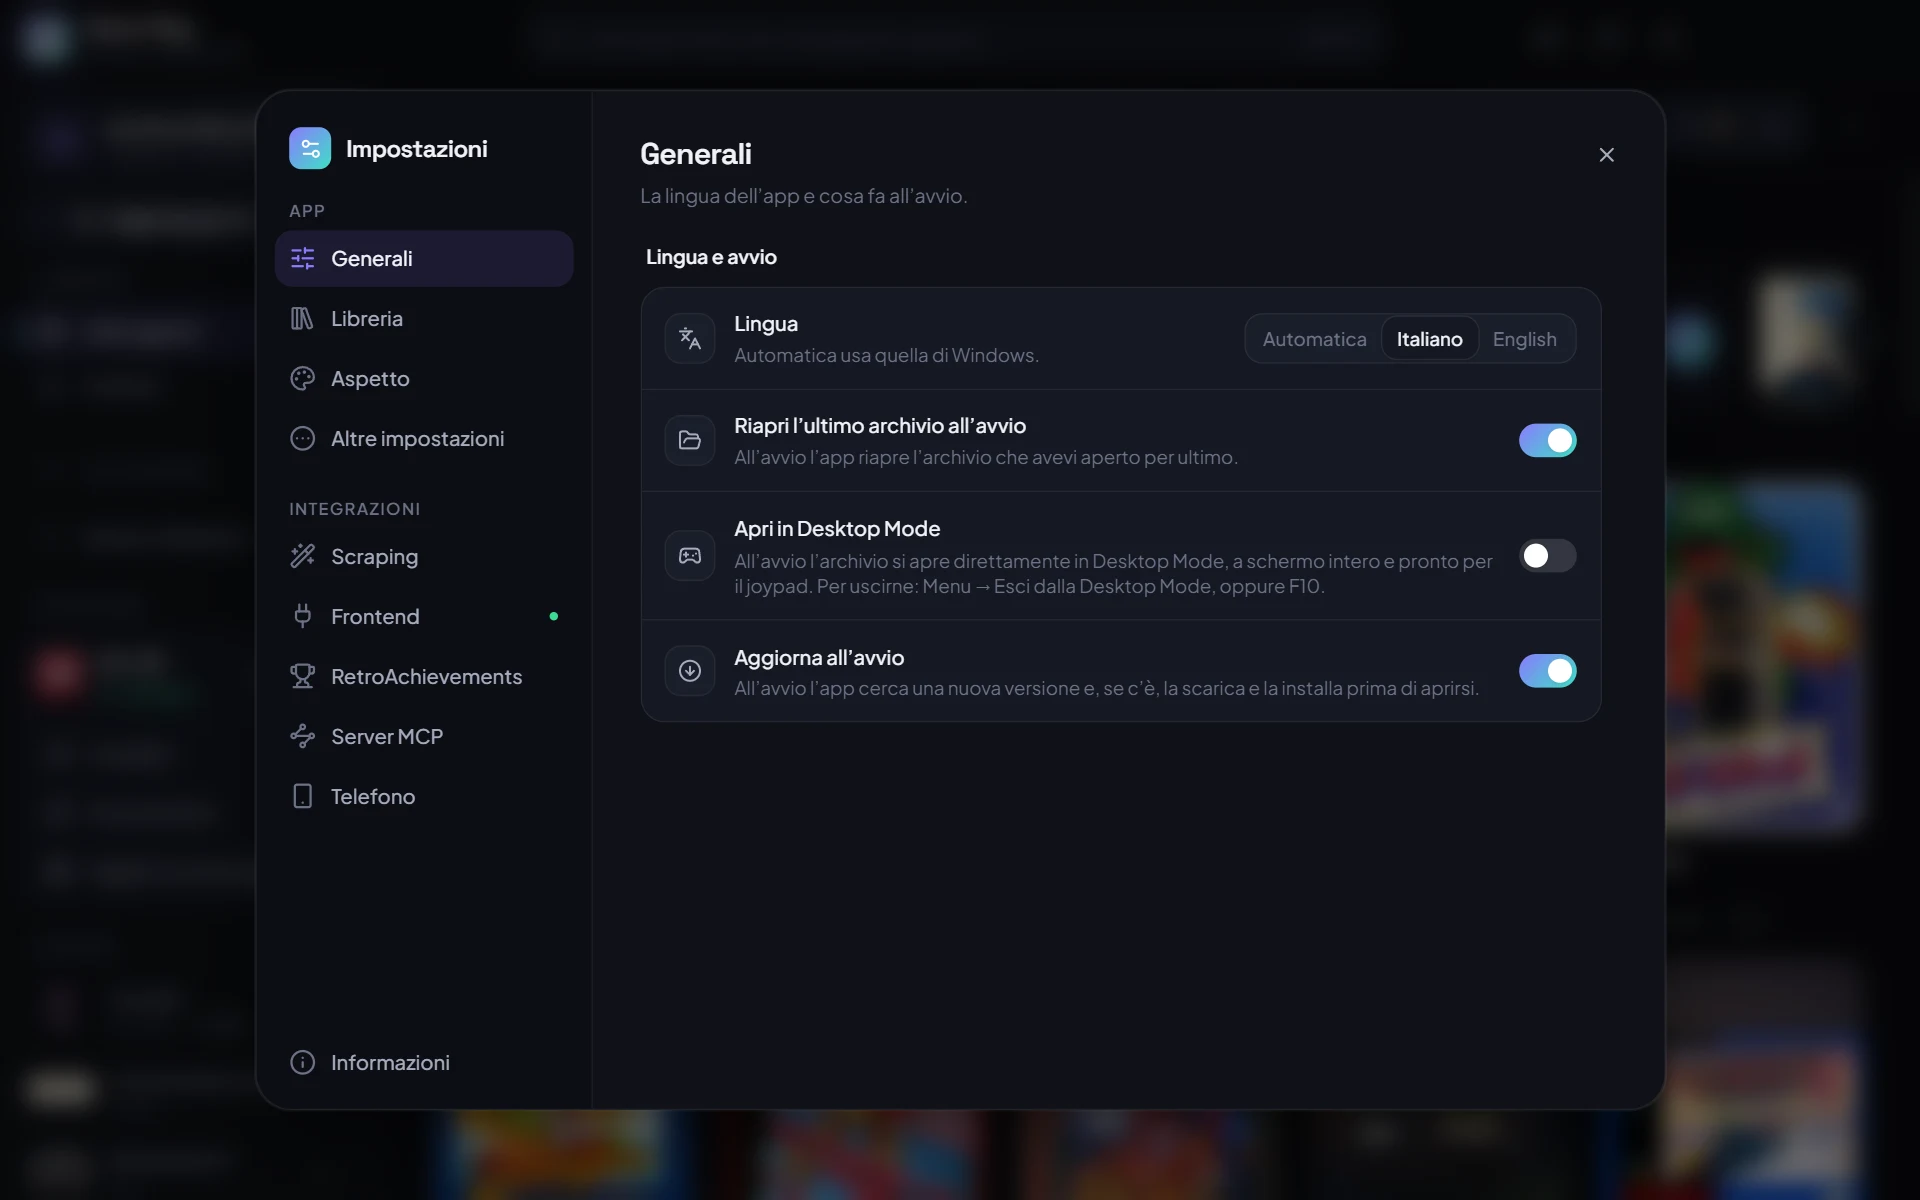 Impostazioni
APP
Generali
Libreria
Aspetto
Altre impostazioni
INTEGRAZIONI
Scraping
Frontend
RetroAchievements
Server MCP
Telefono
Informazioni
Generali
La lingua dell’app e cosa fa all’avvio.
Lingua e avvio
Lingua
Automatica usa quella di Windows.
Automatica Italiano English
Riapri l’ultimo archivio all’avvio
All’avvio l’app riapre l’archivio che avevi aperto per ultimo.
Apri in Desktop Mode
All’avvio l’archivio si apre direttamente in Desktop Mode, a schermo intero e pronto per
il joypad. Per uscirne: Menu → Esci dalla Desktop Mode, oppure F10.
Aggiorna all’avvio
All’avvio l’app cerca una nuova versione e, se c’è, la scarica e la installa prima di aprirsi.